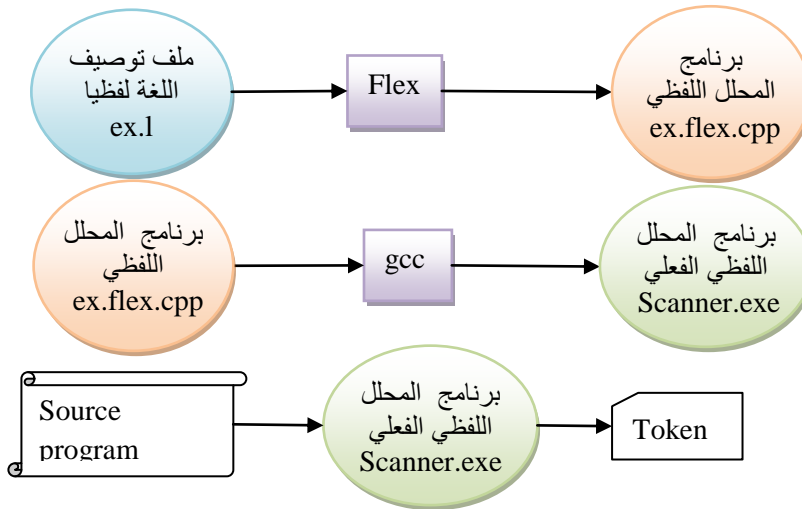 ملف توصيف
اللغة لفظيا
ex.l
Flex
برنامج
المحلل اللفظي
ex.flex.cpp
برنامج المحلل
اللفظي
ex.flex.cpp
gcc
برنامج المحلل
اللفظي الفعلي
Scanner.exe
Source
program
برنامج المحلل
اللفظي الفعلي
Scanner.exe
Token